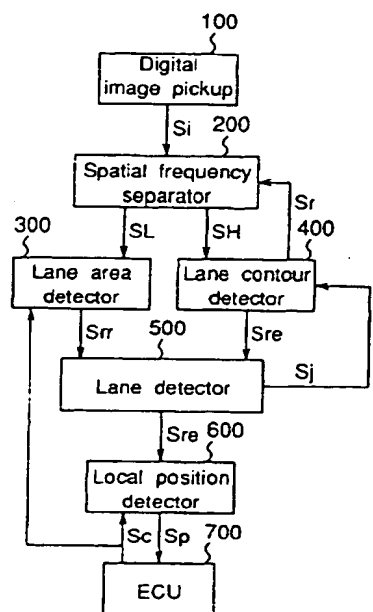 100
Digital
image pickup
Si
200
Spatial frequency
separator
Sr
300
SL
SH
400
Lane area
detector
Lane contour
detector
Srr
500
Sre
Sj
Lane detector
Sre
600
Local position
detector
Sc
Sp
700
ECU